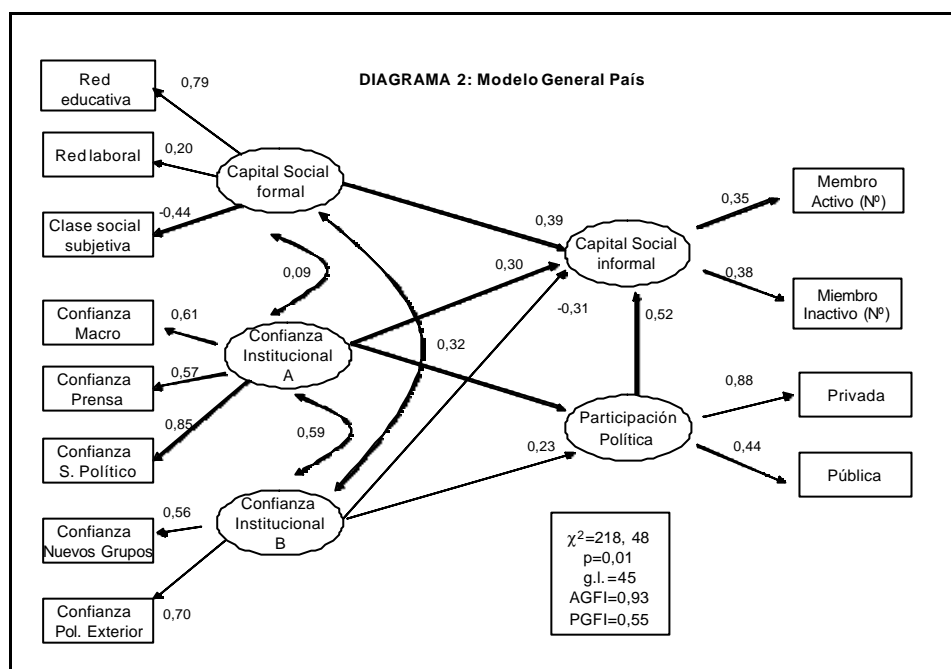 DIAGRAMA 2: Modelo General País
Red
educativa
0,79
Red laboral
0,20
Clase social
subjetiva
-0,44
Capital Social
formal
0,09
Confianza
Macro
0,61
Confianza
Prensa
0,57
Confianza
S. Político
0,85
Confianza
Institucional
A
0,59
0,32
Confianza
Nuevos Grupos
0,56
Confianza
Pol. Exterior
0,70
Confianza
Institucional
B
0,39
0,30
-0,31
0,52
0,23
Capital Social
informal
0,35
Membro
Activo (Nº)
0,38
Miembro
Inactivo (Nº)
Participación
Política
0,88
Privada
0,44
Pública
χ²=218, 48
p=0,01
g.l.=45
AGFI=0,93
PGFI=0,55